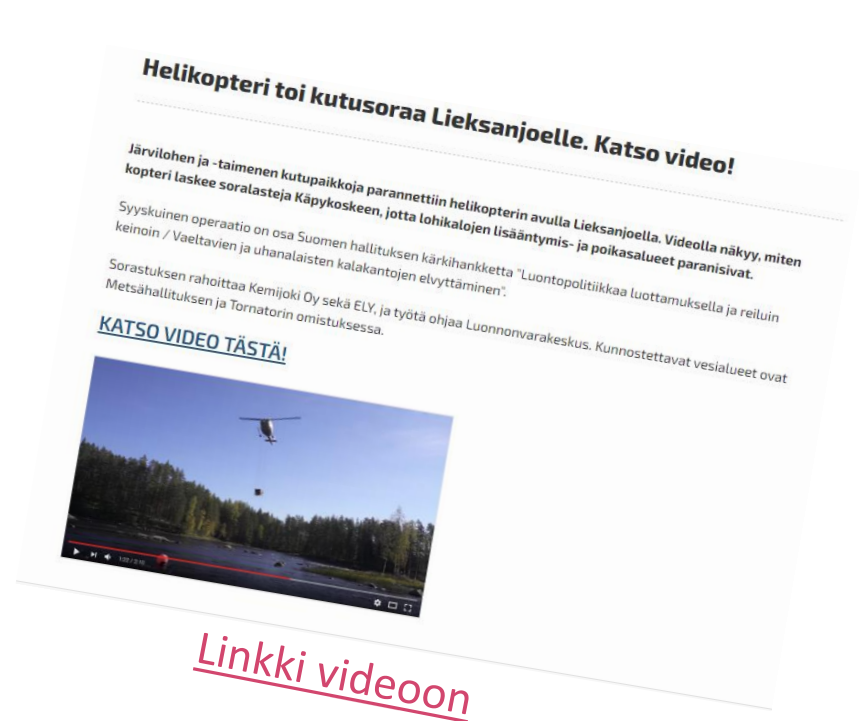 Helikopteri toi kutusoraa Lieksanjoelle. Katso video!
Järvilohen ja -taimenen kutupaikkoja parannettiin helikopterin avulla Lieksanjoella. Videolla näkyy, miten
kopteri laskee soralasteja Käpykoskeen, jotta lohikalojen lisääntymis- ja poikasalueet paranisivat.
Syyskuinen operaatio on osa Suomen hallituksen kärkihankketta "Luontopolitiikkaa luottamuksella ja reiluin
keinoin / Vaeltavien ja uhanalaisten kalakantojen elvyttäminen".
Sorastuksen rahoittaa Kemijoki Oy sekä ELY, ja työtä ohjaa Luonnonvarakeskus. Kunnostettavat vesialueet ovat
Metsähallituksen ja Tornatorin omistuksessa.
KATSO VIDEO TÄSTÄ!
Linkki videoon